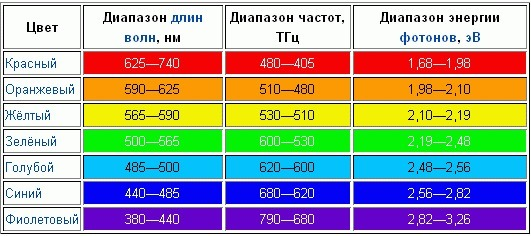 Цвет Диапазон длин Диапазон частот, Диапазон энергии
волн, нм ТГц фотонов, эВ
Красный 625—740 480—405 1,68—1,98
Оранжевый 590—625 510—480 1,98—2,10
Жёлтый 565—590 530—510 2,10—2,19
Зелёный 500—565 600—530 2,19—2,48
Голубой 485—500 620—600 2,48—2,56
Синий 440—485 680—620 2,56—2,82
Фиолетовый 380—440 790—680 2,82—3,26